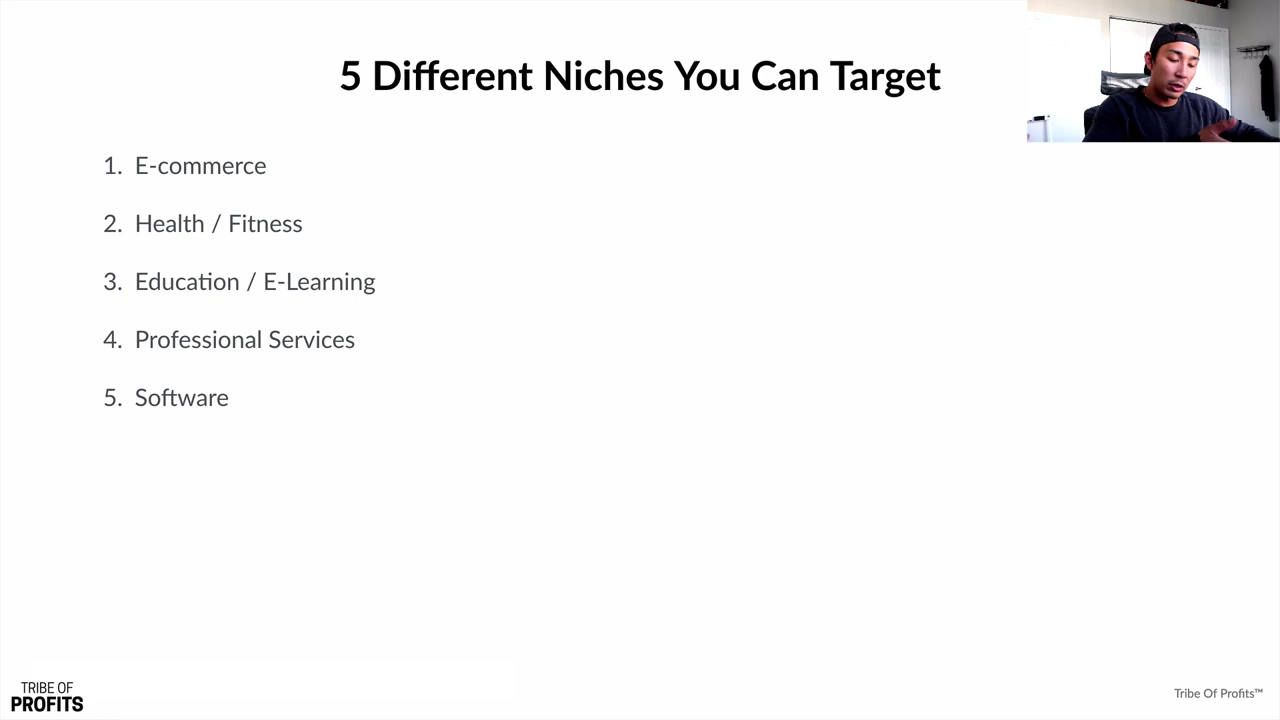 5 Different Niches You Can Target
1. E-commerce
2. Health / Fitness
3. Education / E-Learning
4. Professional Services
5. Software
TRIBE OF
PROFITS
Tribe Of Profits™